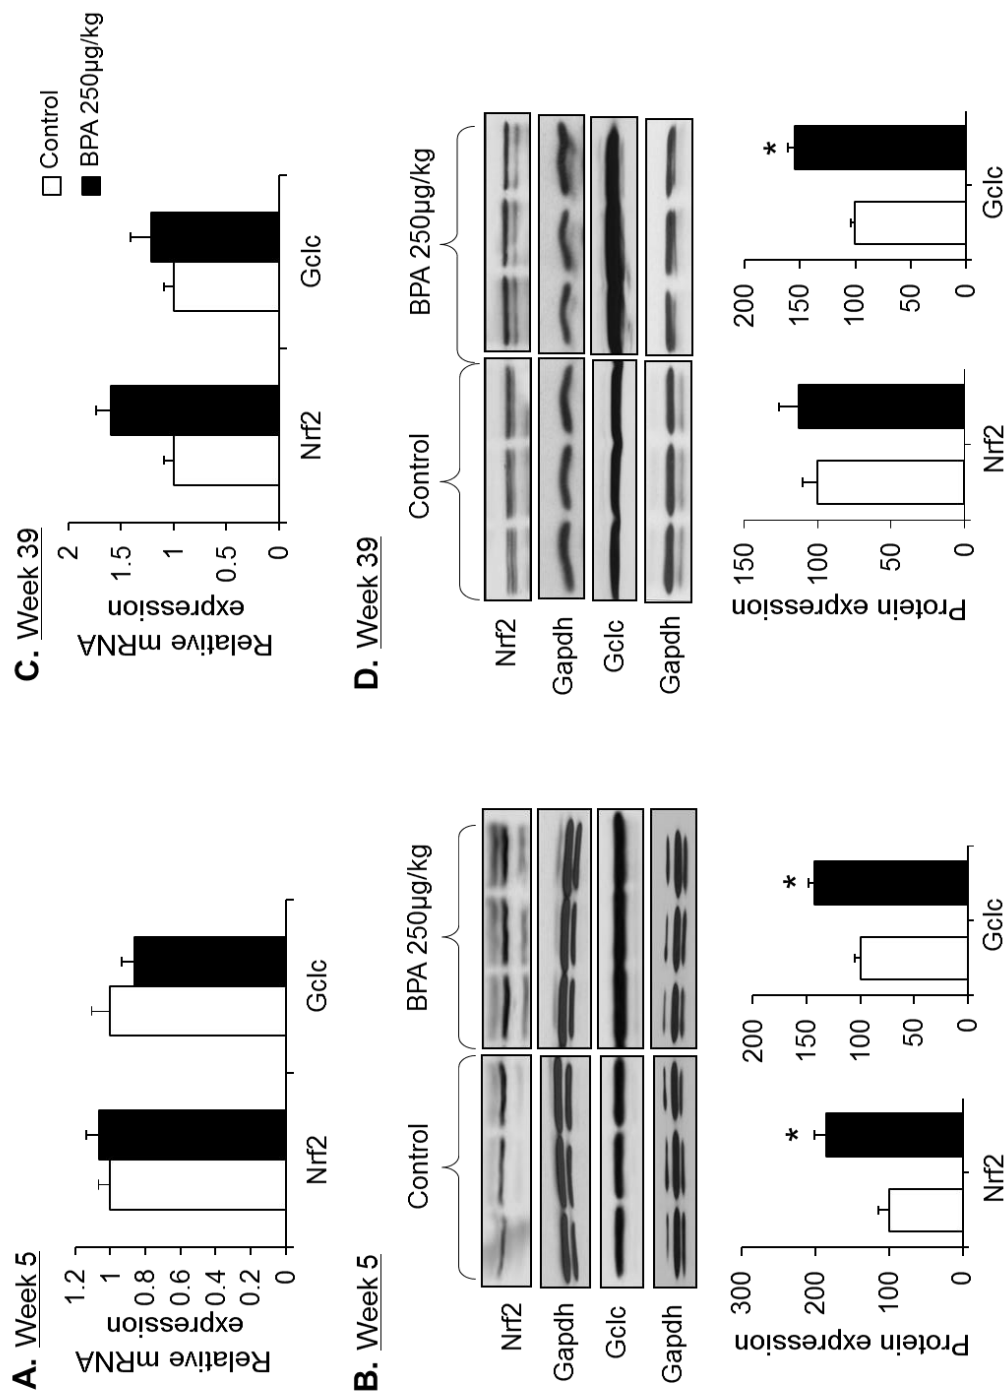 A. Week 5
Relative mRNA
expression
1.2
1
0.8
0.6
0.4
0.2
0
Nrf2
Gclc
C. Week 39
Relative mRNA
expression
2
1.5
1
0.5
0
Nrf2
Gclc
Control
BPA 250µg/kg
B. Week 5
Control
BPA 250µg/kg
Nrf2
Gapdh
Gclc
Gapdh
Protein expression
300
200
100
0
*
Nrf2
200
150
100
50
0
*
Gclc
D. Week 39
Control
BPA 250µg/kg
Nrf2
Gapdh
Gclc
Gapdh
Protein expression
150
100
50
0
Nrf2
200
150
100
50
0
*
Gclc